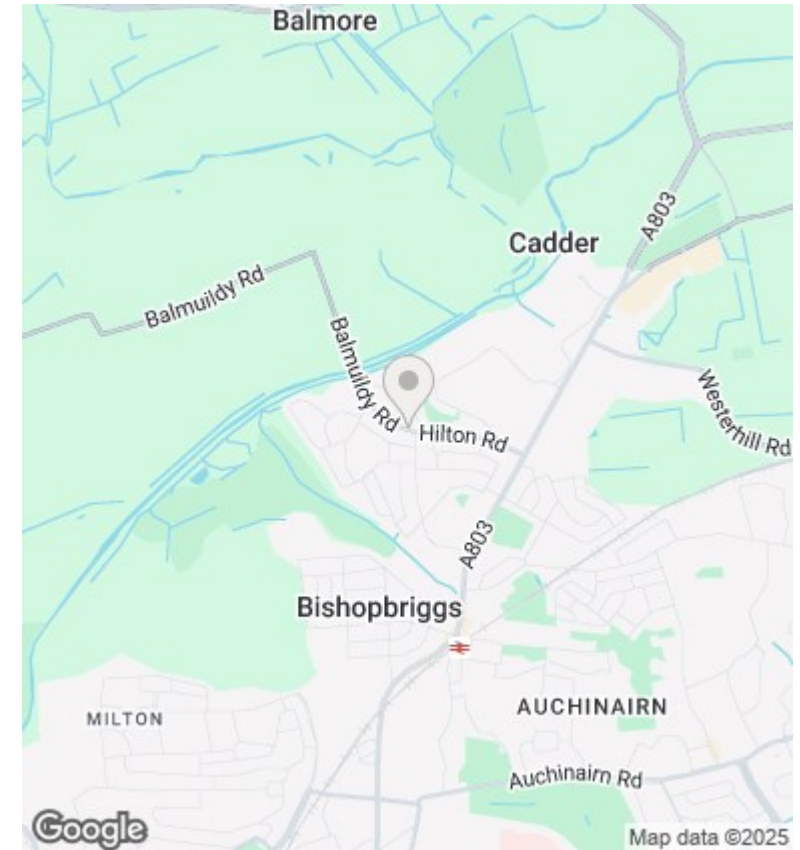 Balmore
A803
Cadder
Balmuildy Rd
Balmuildy Rd
Westerhill Rd
Hilton Rd
A803
Bishopbriggs
MILTON
AUCHINAIRN
Auchinairn Rd
Google
Map data ©2025